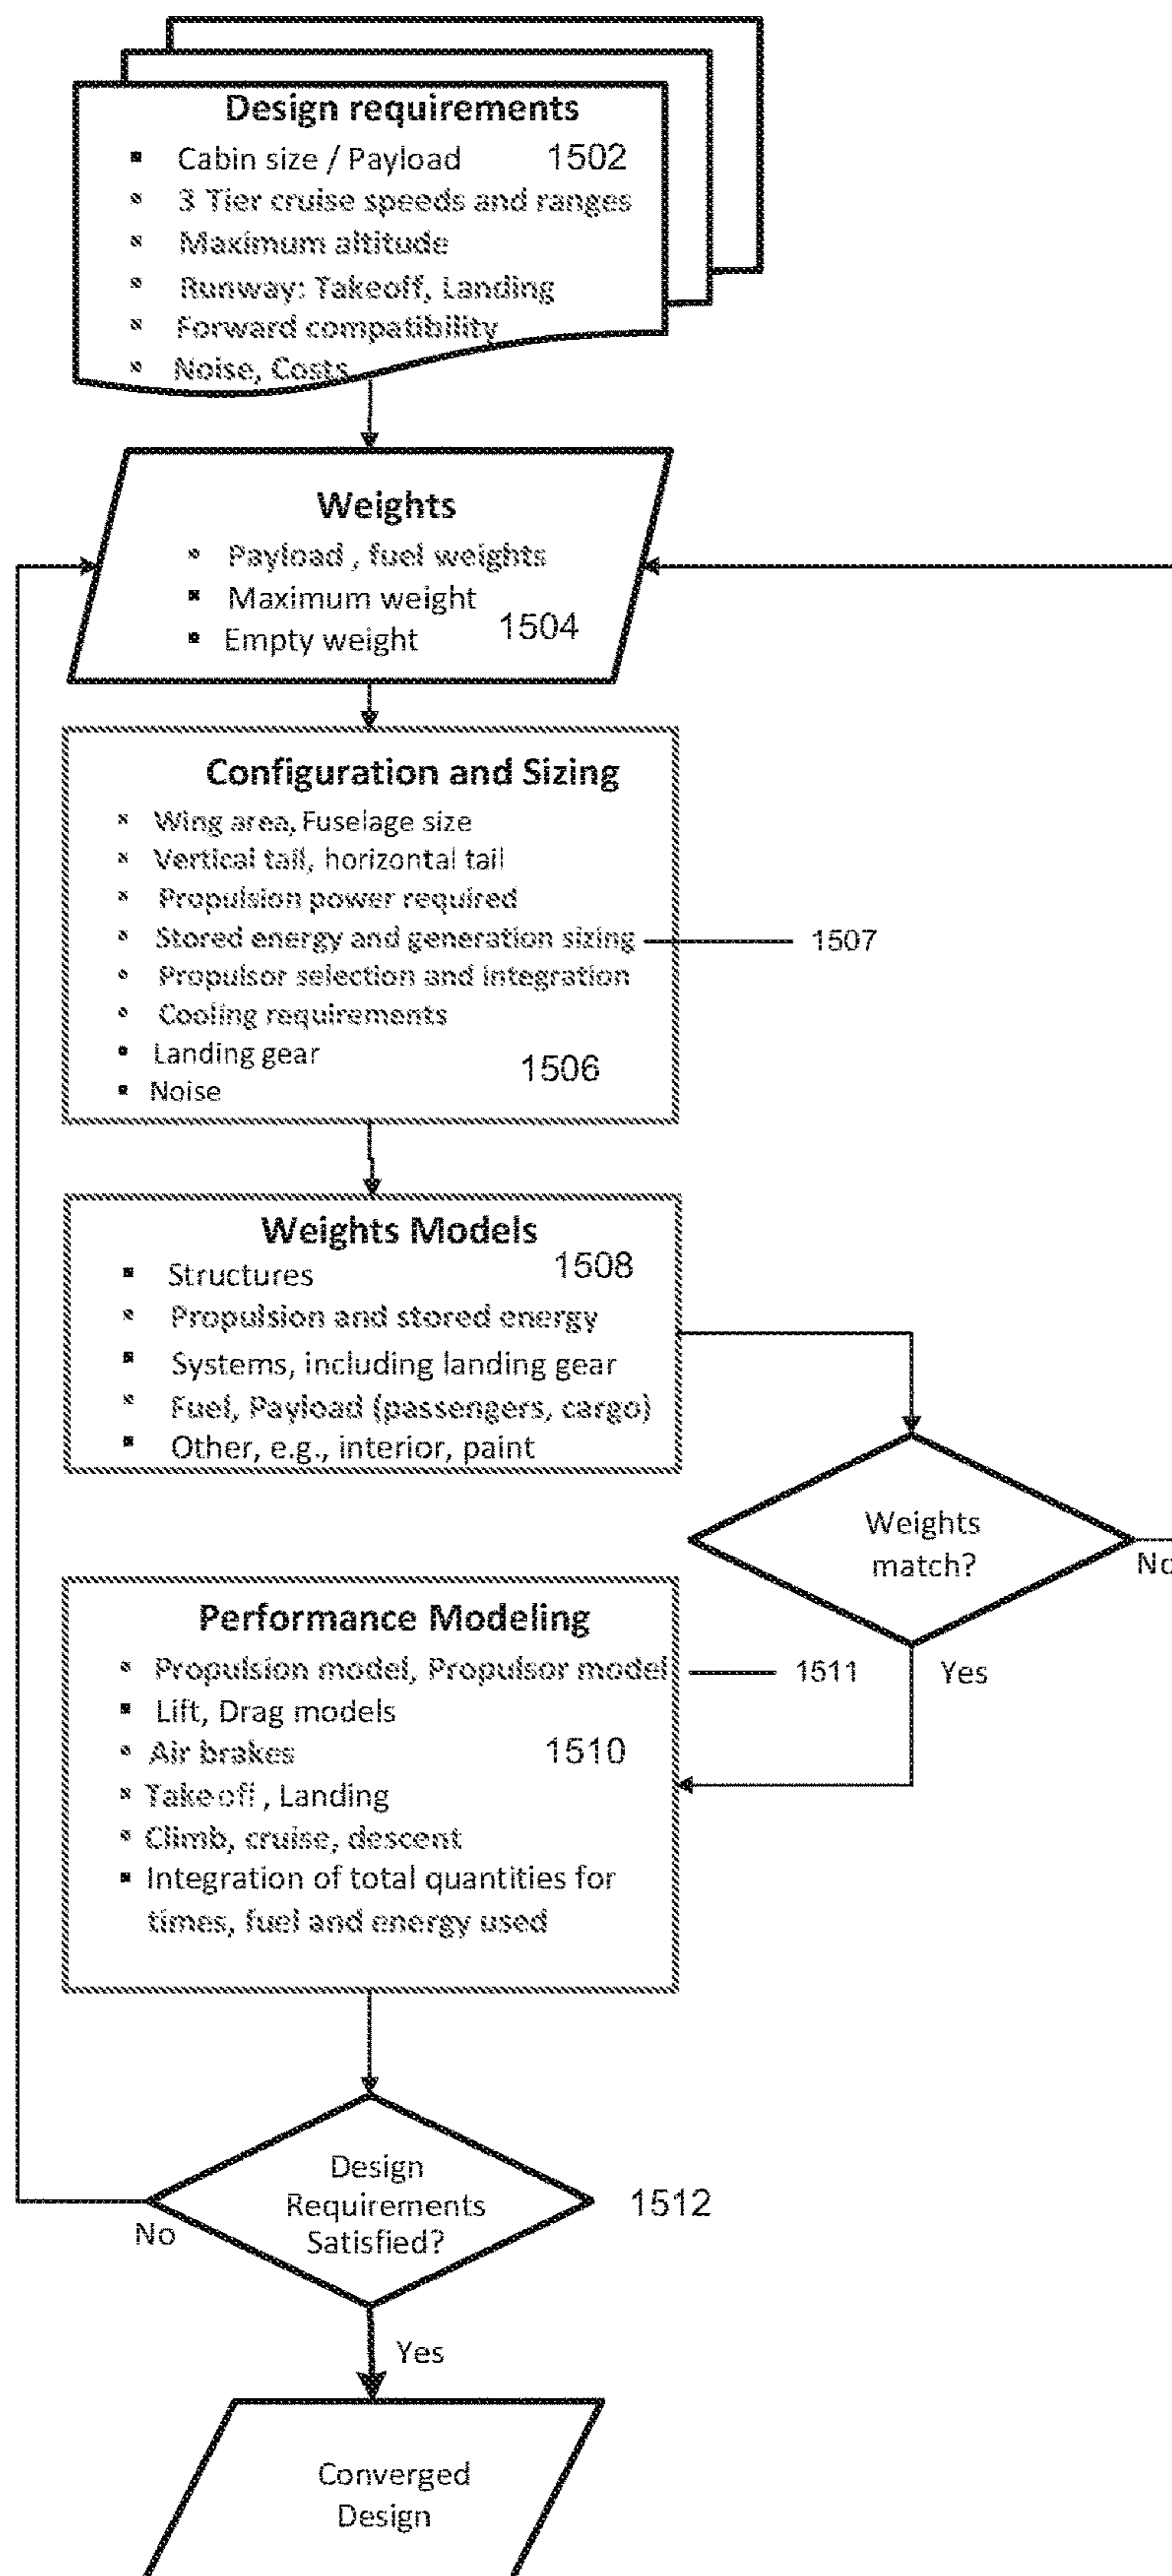 Design requirements
▪ Cabin size / Payload 1502
▪ 3 Tier cruise speeds and ranges
▪ Maximum altitude
▪ Runway: Takeoff, Landing
▪ Forward compatibility
▪ Noise, Costs
Weights
▪ Payload , fuel weights
▪ Maximum weight
▪ Empty weight 1504
Configuration and Sizing
▪ Wing area, Fuselage size
▪ Vertical tail, horizontal tail
▪ Propulsion power required
▪ Stored energy and generation sizing 1507
▪ Propulsor selection and integration
▪ Cooling requirements
▪ Landing gear 1506
▪ Noise
Weights Models
▪ Structures 1508
▪ Propulsion and stored energy
▪ Systems, including landing gear
▪ Fuel, Payload (passengers, cargo)
▪ Other, e.g., interior, paint
Weights
match?
No
Yes
Performance Modeling
▪ Propulsion model, Propulsor model 1511
▪ Lift, Drag models
▪ Air brakes 1510
▪ Takeoff , Landing
▪ Climb, cruise, descent
▪ Integration of total quantities for
times, fuel and energy used
Design
Requirements
Satisfied?
1512
No
Yes
Converged
Design